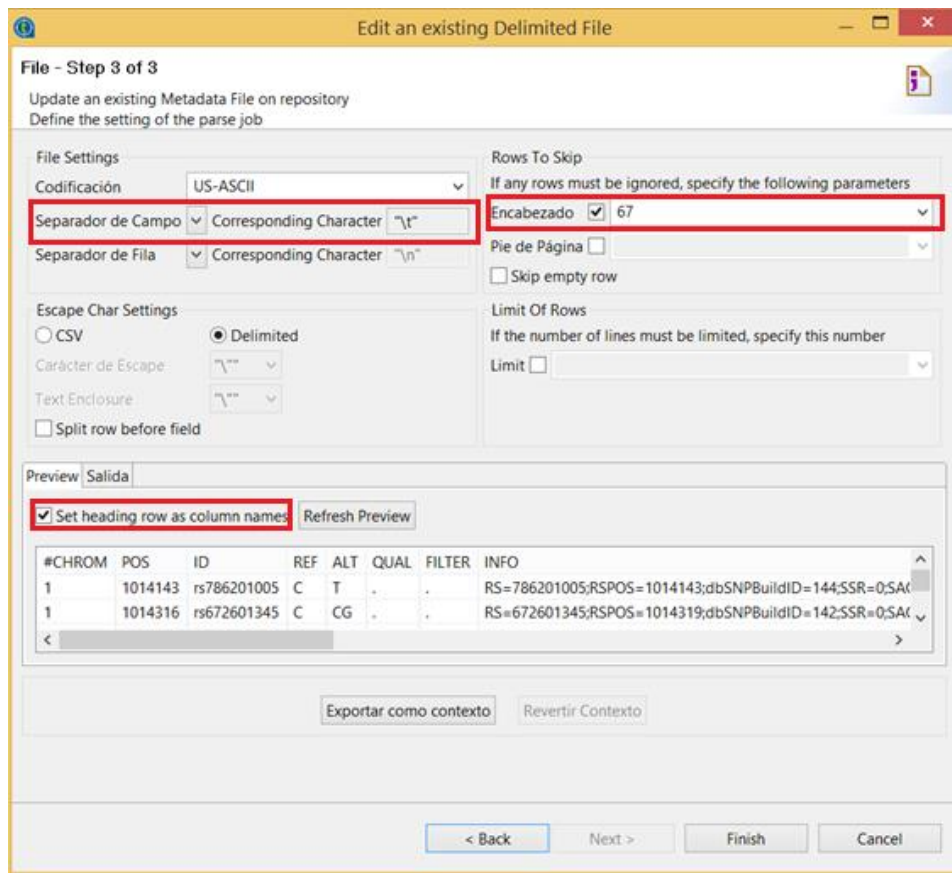 Edit an existing Delimited File
File - Step 3 of 3
Update an existing Metadata File on repository
Define the setting of the parse job
File Settings
Codificación US-ASCII
Separador de Campo Corresponding Character "\t"
Separador de Fila Corresponding Character "\n"
Rows To Skip
If any rows must be ignored, specify the following parameters
Encabezado 67
Pie de Página
Skip empty row
Escape Char Settings
CSV Delimited
Carácter de Escape "\""
Text Enclosure "\""
Split row before field
Limit Of Rows
If the number of lines must be limited, specify this number
Limit
Preview Salida
Set heading row as column names Refresh Preview
#CHROM POS ID REF ALT QUAL FILTER INFO
1 1014143 rs786201005 C T . . RS=786201005;RSPOS=1014143;dbSNPBuildID=144;SSR=0;SA
1 1014316 rs672601345 C CG . . RS=672601345;RSPOS=1014319;dbSNPBuildID=142;SSR=0;SA
Exportar como contexto Revertir Contexto
< Back Next > Finish Cancel